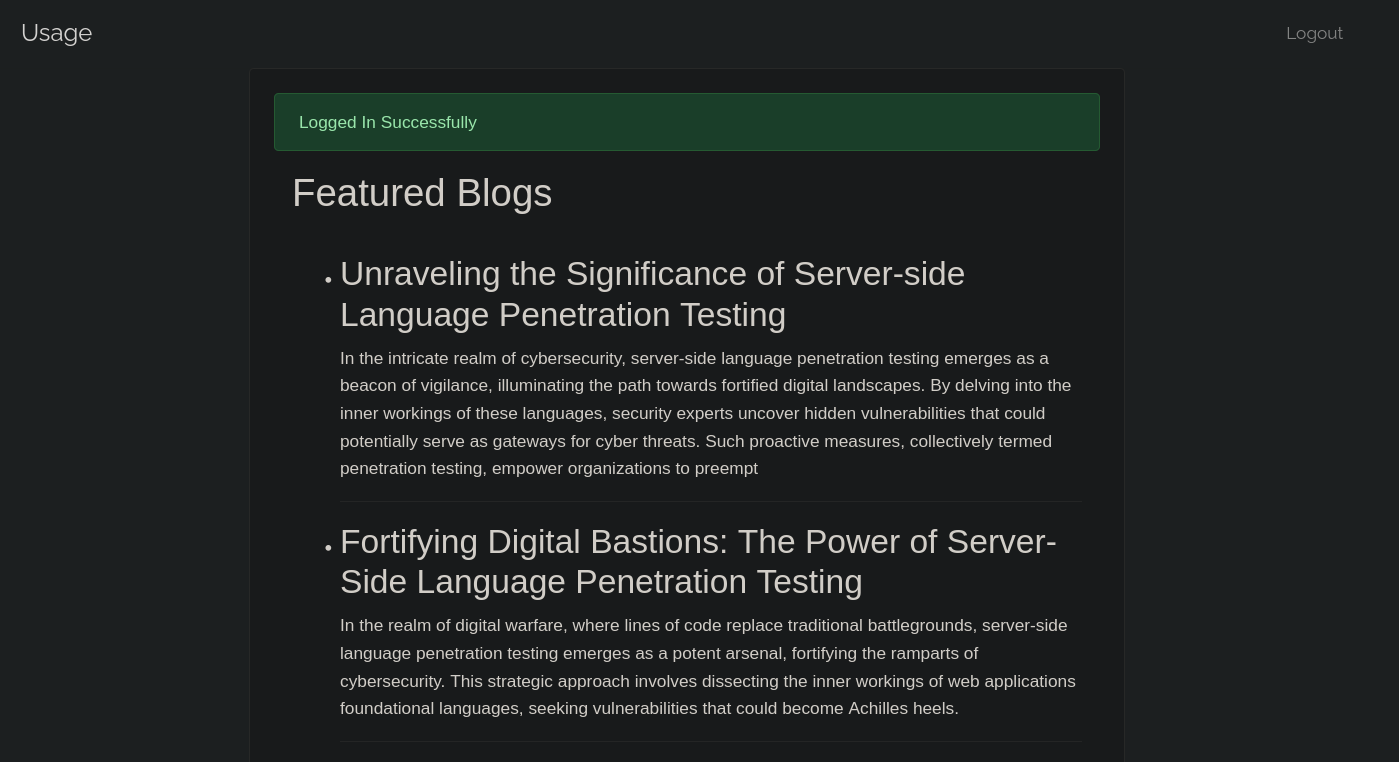 Usage
Logout
Logged In Successfully
Featured Blogs
• Unraveling the Significance of Server-side
Language Penetration Testing
In the intricate realm of cybersecurity, server-side language penetration testing emerges as a
beacon of vigilance, illuminating the path towards fortified digital landscapes. By delving into the
inner workings of these languages, security experts uncover hidden vulnerabilities that could
potentially serve as gateways for cyber threats. Such proactive measures, collectively termed
penetration testing, empower organizations to preempt
• Fortifying Digital Bastions: The Power of Server-
Side Language Penetration Testing
In the realm of digital warfare, where lines of code replace traditional battlegrounds, server-side
language penetration testing emerges as a potent arsenal, fortifying the ramparts of
cybersecurity. This strategic approach involves dissecting the inner workings of web applications
foundational languages, seeking vulnerabilities that could become Achilles heels.